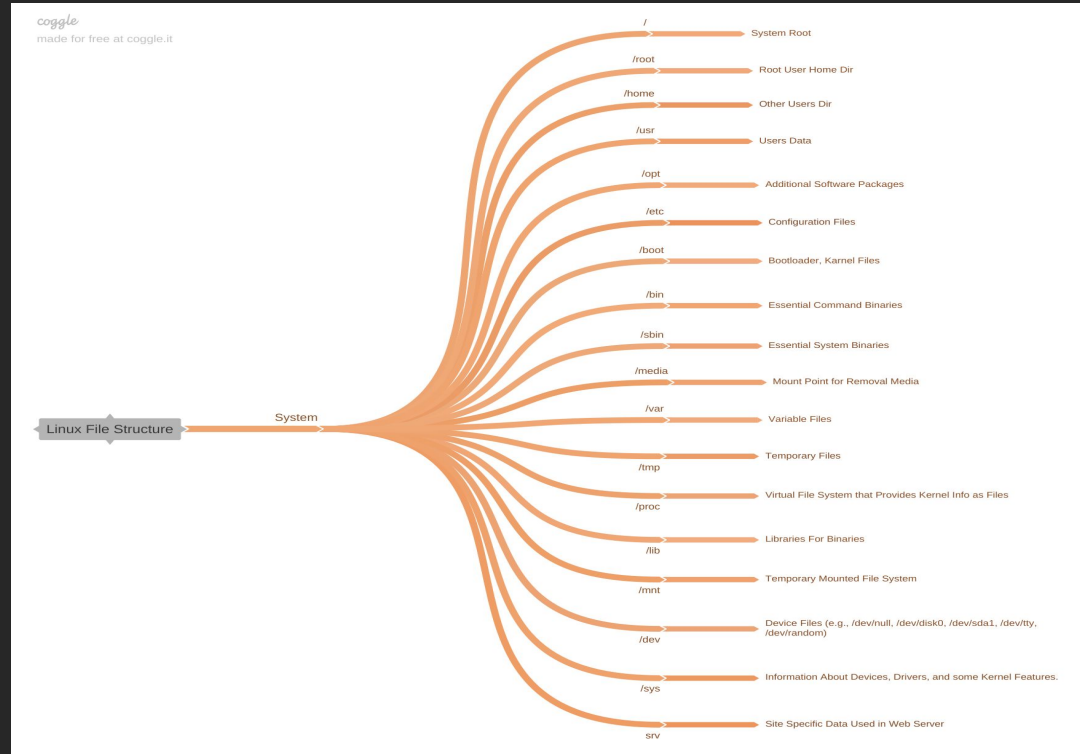 coggle
made for free at coggle.it
/
System Root
/root
Root User Home Dir
/home
Other Users Dir
/usr
Users Data
/opt
Additional Software Packages
/etc
Configuration Files
/boot
Bootloader, Karnel Files
/bin
Essential Command Binaries
/sbin
Essential System Binaries
/media
Mount Point for Removal Media
Linux File Structure
System
/var
Variable Files
/tmp
Temporary Files
/proc
Virtual File System that Provides Kernel Info as Files
/lib
Libraries For Binaries
/mnt
Temporary Mounted File System
/dev
Device Files (e.g., /dev/null, /dev/disk0, /dev/sda1, /dev/tty,
/dev/random)
/sys
Information About Devices, Drivers, and some Kernel Features.
srv
Site Specific Data Used in Web Server